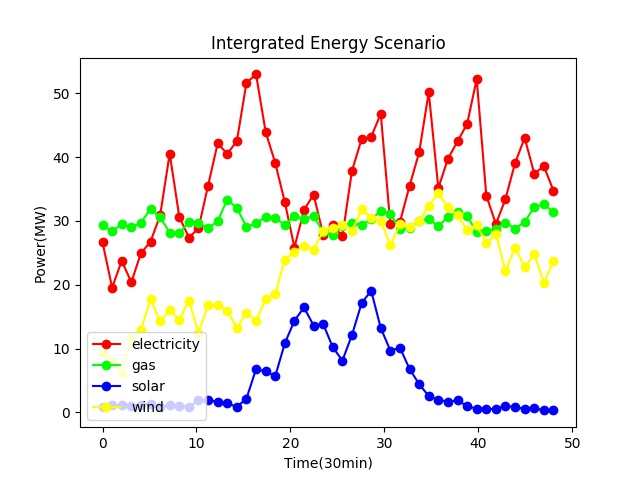 Intergrated Energy Scenario
Power(MW)
50
40
30
20
10
0
electricity
gas
solar
wind
0 10 20 30 40 50
Time(30min)